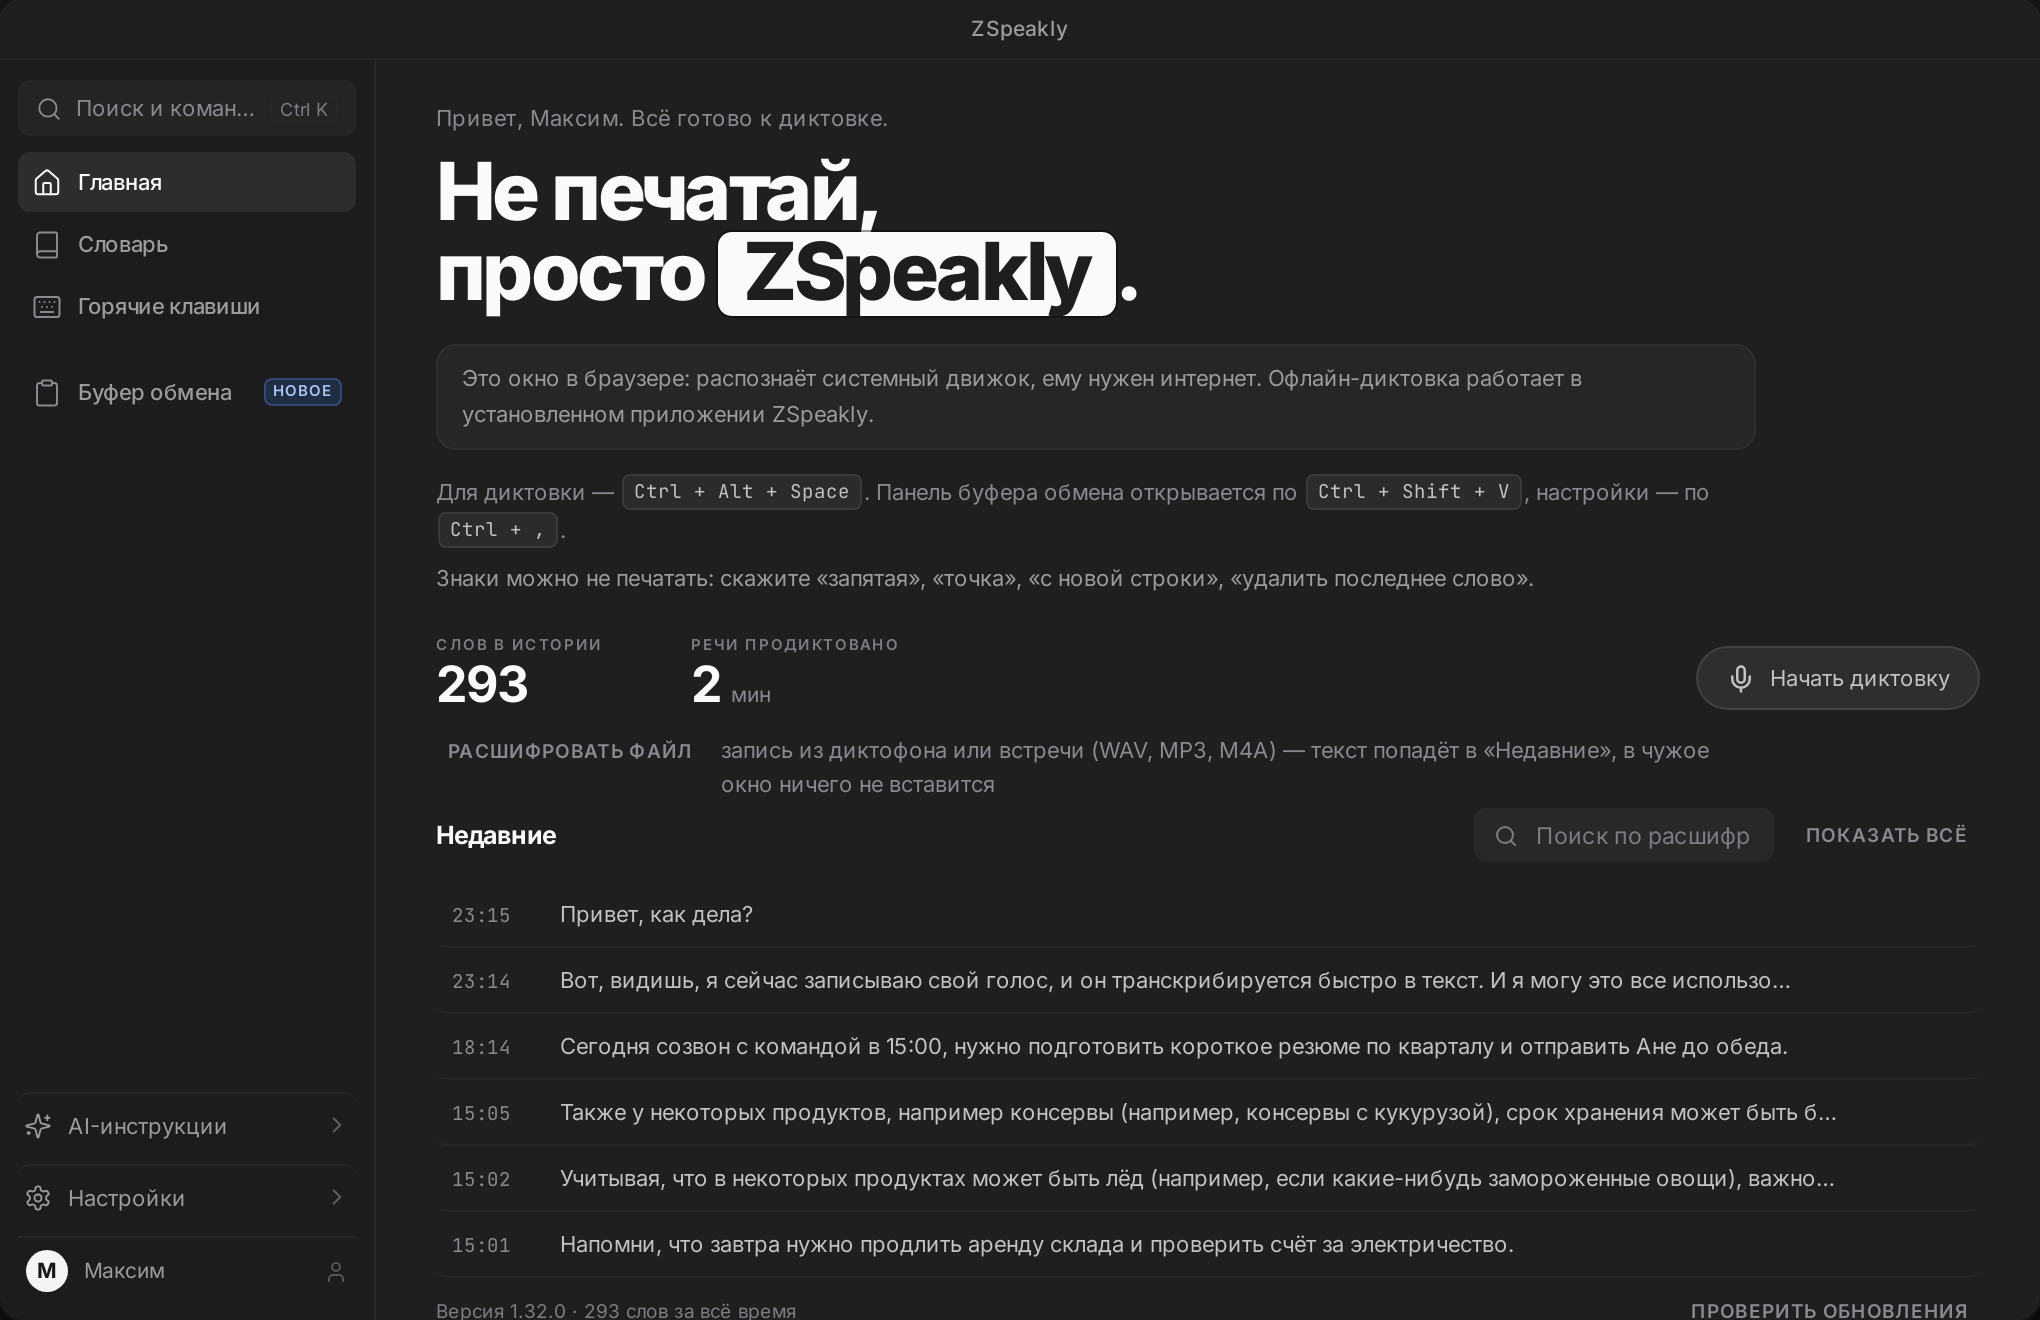 ZSpeakly
Поиск и коман...
Ctrl K
Главная
Словарь
Горячие клавиши
Буфер обмена
НОВОЕ
AI-инструкции
Настройки
М
Максим
Привет, Максим. Всё готово к диктовке.
Не печатай,
просто ZSpeakly.
Это окно в браузере: распознаёт системный движок, ему нужен интернет. Офлайн-диктовка работает в
установленном приложении ZSpeakly.
Для диктовки — Ctrl + Alt + Space. Панель буфера обмена открывается по Ctrl + Shift + V, настройки — по
Ctrl + ,.
Знаки можно не печатать: скажите «запятая», «точка», «с новой строки», «удалить последнее слово».
СЛОВ В ИСТОРИИ
293
РЕЧИ ПРОДИКТОВАНО
2 мин
Начать диктовку
РАСШИФРОВАТЬ ФАЙЛ
запись из диктофона или встречи (WAV, MP3, M4A) — текст попадёт в «Недавние», в чужое
окно ничего не вставится
Недавние
Поиск по расшифр
ПОКАЗАТЬ ВСЁ
23:15 Привет, как дела?
23:14 Вот, видишь, я сейчас записываю свой голос, и он транскрибируется быстро в текст. И я могу это все использо...
18:14 Сегодня созвон с командой в 15:00, нужно подготовить короткое резюме по кварталу и отправить Ане до обеда.
15:05 Также у некоторых продуктов, например консервы (например, консервы с кукурузой), срок хранения может быть б...
15:02 Учитывая, что в некоторых продуктах может быть лёд (например, если какие-нибудь замороженные овощи), важно...
15:01 Напомни, что завтра нужно продлить аренду склада и проверить счёт за электричество.
Версия 1.32.0 · 293 слов за всё время
ПРОВЕРИТЬ ОБНОВЛЕНИЯ